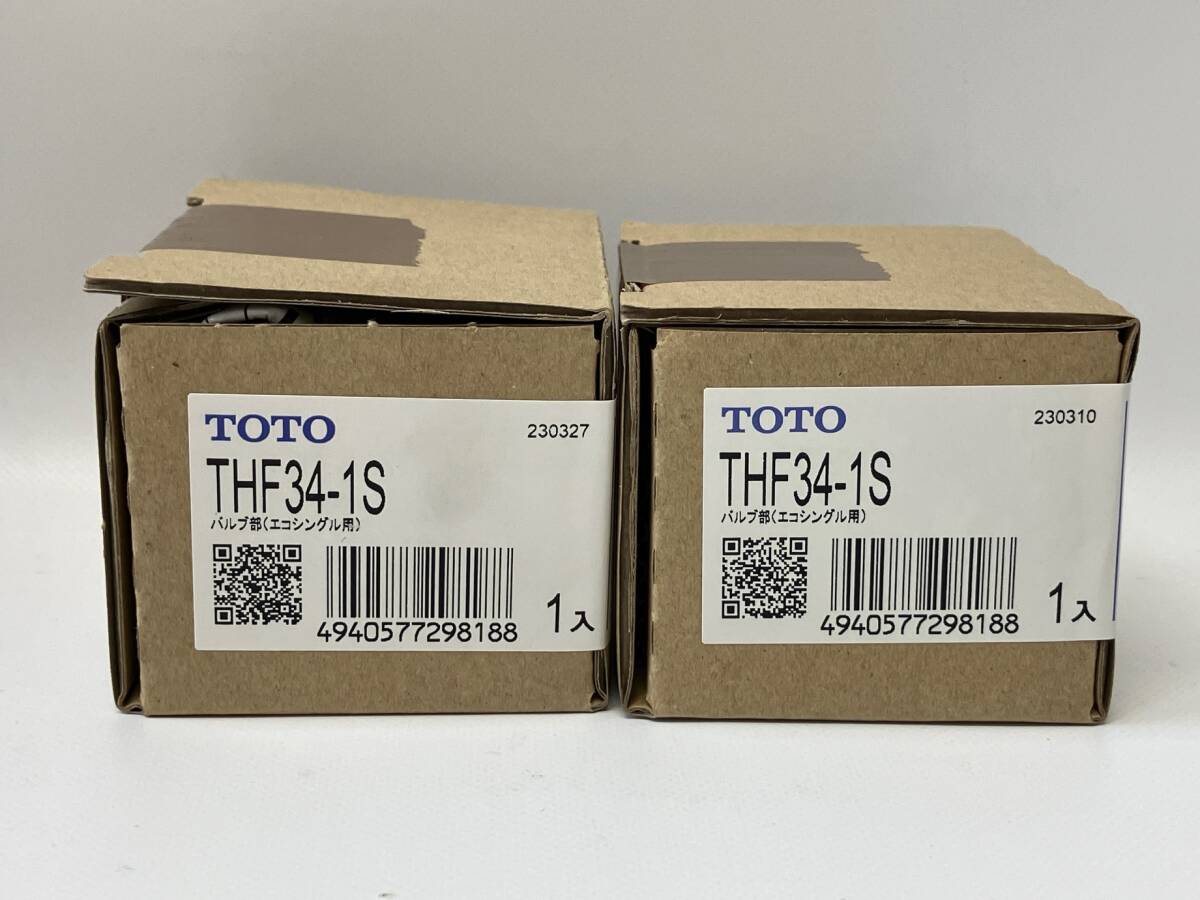 TOTO 230327
THF34-1S
バルブ部(エコシングル用)
4940577298188
1入
TOTO 230310
THF34-1S
バルブ部(エコシングル用)
4940577298188
1入